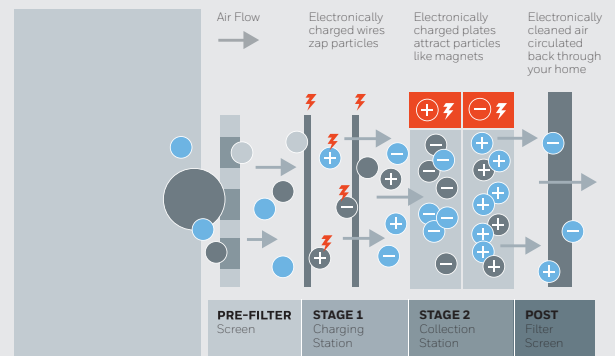 Air Flow
Electronically
charged wires
zap particles
Electronically
charged plates
attract particles
like magnets
Electronically
cleaned air
circulated
back through
your home
PRE-FILTER
Screen
STAGE 1
Charging
Station
STAGE 2
Collection
Station
POST
Filter
Screen